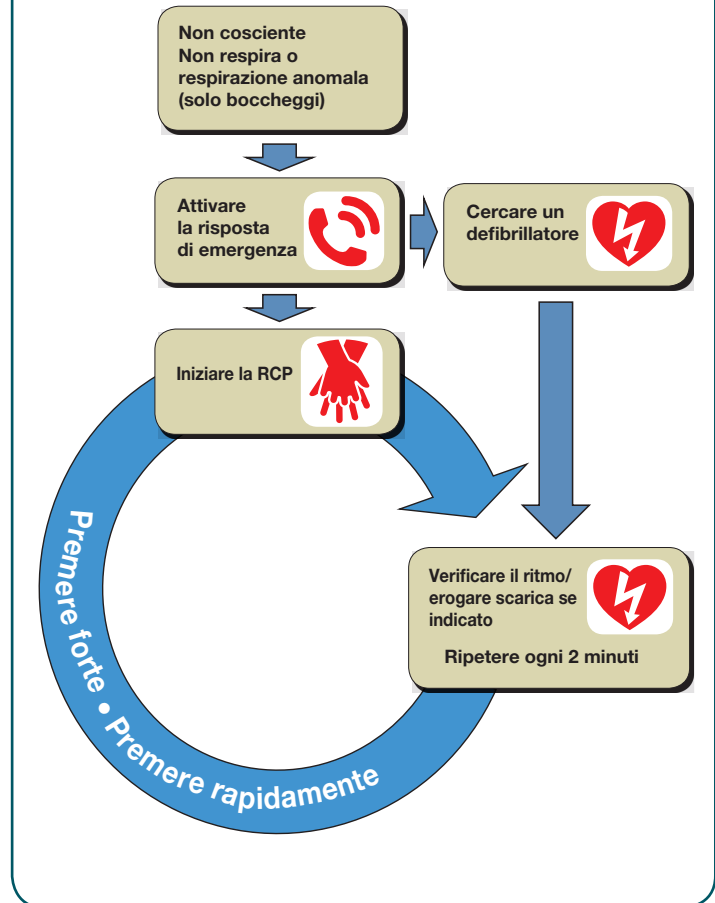 Non cosciente
Non respira o
respirazione anomala
(solo boccheggi)
Attivare
la risposta
di emergenza
Cercare un
defibrillatore
Iniziare la RCP
Verificare il ritmo/
erogare scarica se
indicato
Ripetere ogni 2 minuti
Premere forte • Premere rapidamente